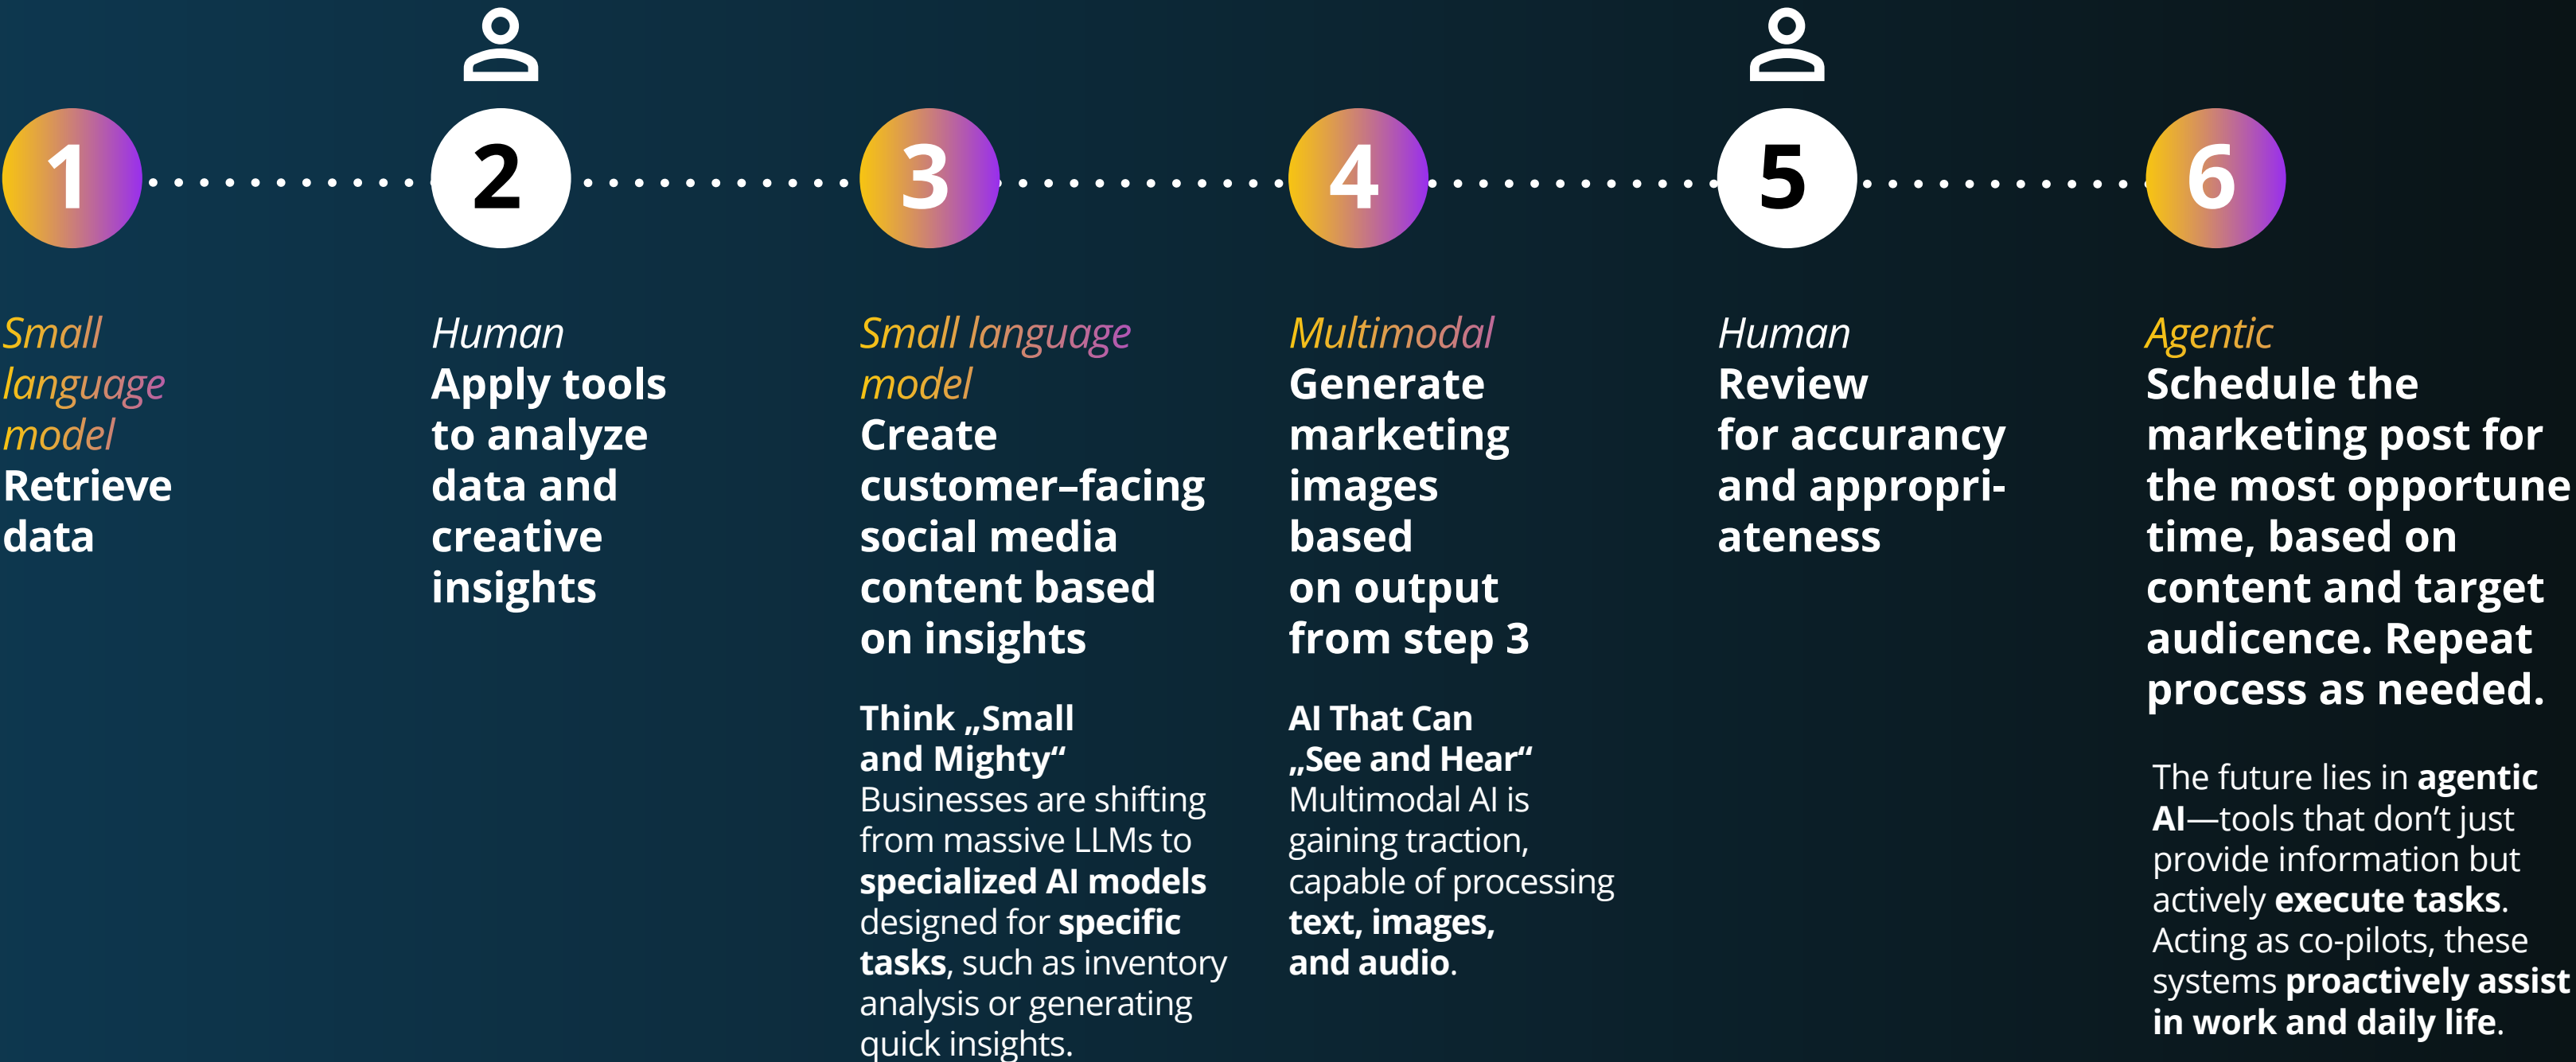 1
2
3
4
5
6
Small
language
model
Retrieve
data
Human
Apply tools
to analyze
data and
creative
insights
Small language
model
Create
customer–facing
social media
content based
on insights
Think „Small
and Mighty“
Businesses are shifting
from massive LLMs to
specialized AI models
designed for specific
tasks, such as inventory
analysis or generating
quick insights.
Multimodal
Generate
marketing
images
based
on output
from step 3
AI That Can
„See and Hear“
Multimodal AI is
gaining traction,
capable of processing
text, images,
and audio.
Human
Review
for accurancy
and appropri-
ateness
Agentic
Schedule the
marketing post for
the most opportune
time, based on
content and target
audicence. Repeat
process as needed.
The future lies in agentic
AI—tools that don’t just
provide information but
actively execute tasks.
Acting as co-pilots, these
systems proactively assist
in work and daily life.